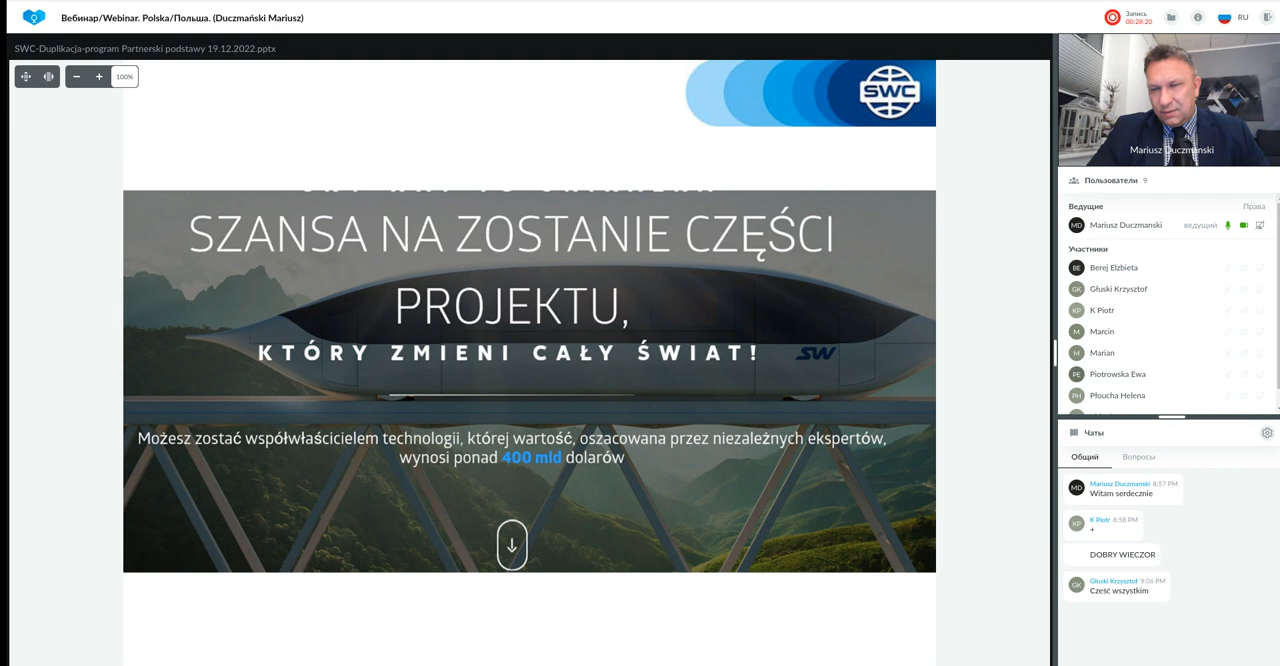 Вебинар/Webinar. Polska/Польша. (Duczmański Mariusz)
Запись
00:28:20
RU
SWC-Duplikacja-program Partnerski podstawy 19.12.2022.pptx
100%
SWC
SZANSA NA ZOSTANIE CZĘŚCI
PROJEKTU,
KTÓRY ZMIENI CAŁY ŚWIAT!
SW
Możesz zostać współwłaścicielem technologii, której wartość, oszacowana przez niezależnych ekspertów,
wynosi ponad 400 mld dolarów
Mariusz Duczmanski
Пользователи 9
Ведущие Права
MD Mariusz Duczmanski ведущий
Участники
BE Berej Elzbieta
GK Głuski Krzysztof
KP K Piotr
M Marcin
M Marian
PE Piotrowska Ewa
PH Płoucha Helena
Чаты
Общий Вопросы
MD Mariusz Duczmanski 8:57 PM
Witam serdecznie
KP K Piotr 8:58 PM
+
DOBRY WIECZOR
GK Głuski Krzysztof 9:06 PM
Cześć wszystkim